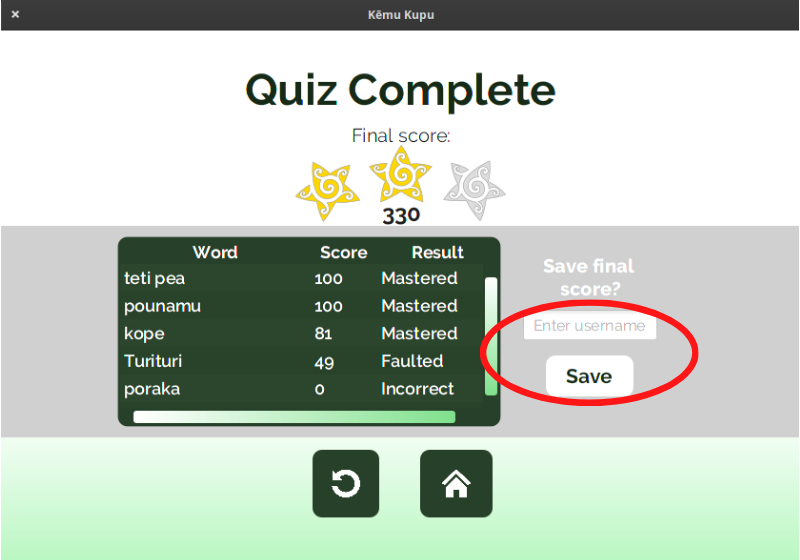 Kēmu Kupu
Quiz Complete
Final score:
330
Word Score Result
teti pea 100 Mastered
pounamu 100 Mastered
kope 81 Mastered
Turituri 49 Faulted
poraka 0 Incorrect
Save final
score?
Enter username
Save